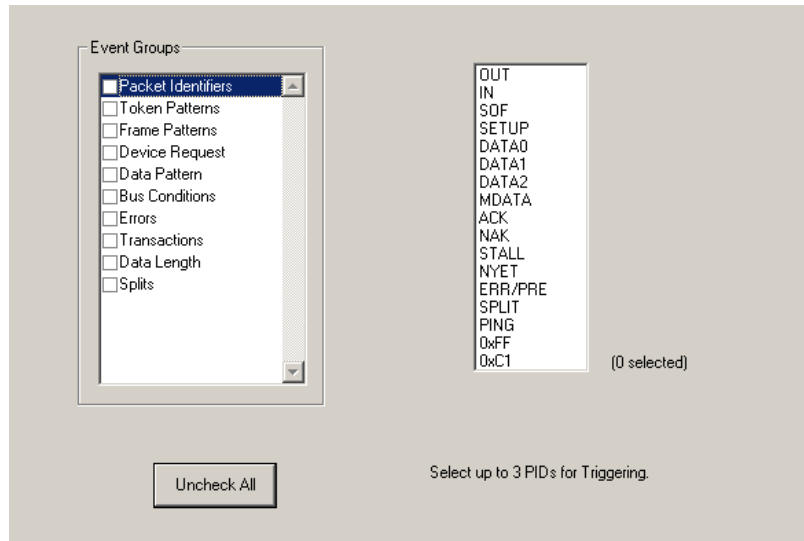 Event Groups
Packet Identifiers
Token Patterns
Frame Patterns
Device Request
Data Pattern
Bus Conditions
Errors
Transactions
Data Length
Splits
OUT
IN
SOF
SETUP
DATA0
DATA1
DATA2
MDATA
ACK
NAK
STALL
NYET
ERR/PRE
SPLIT
PING
0xFF
0xC1
(0 selected)
Uncheck All
Select up to 3 PIDs for Triggering.